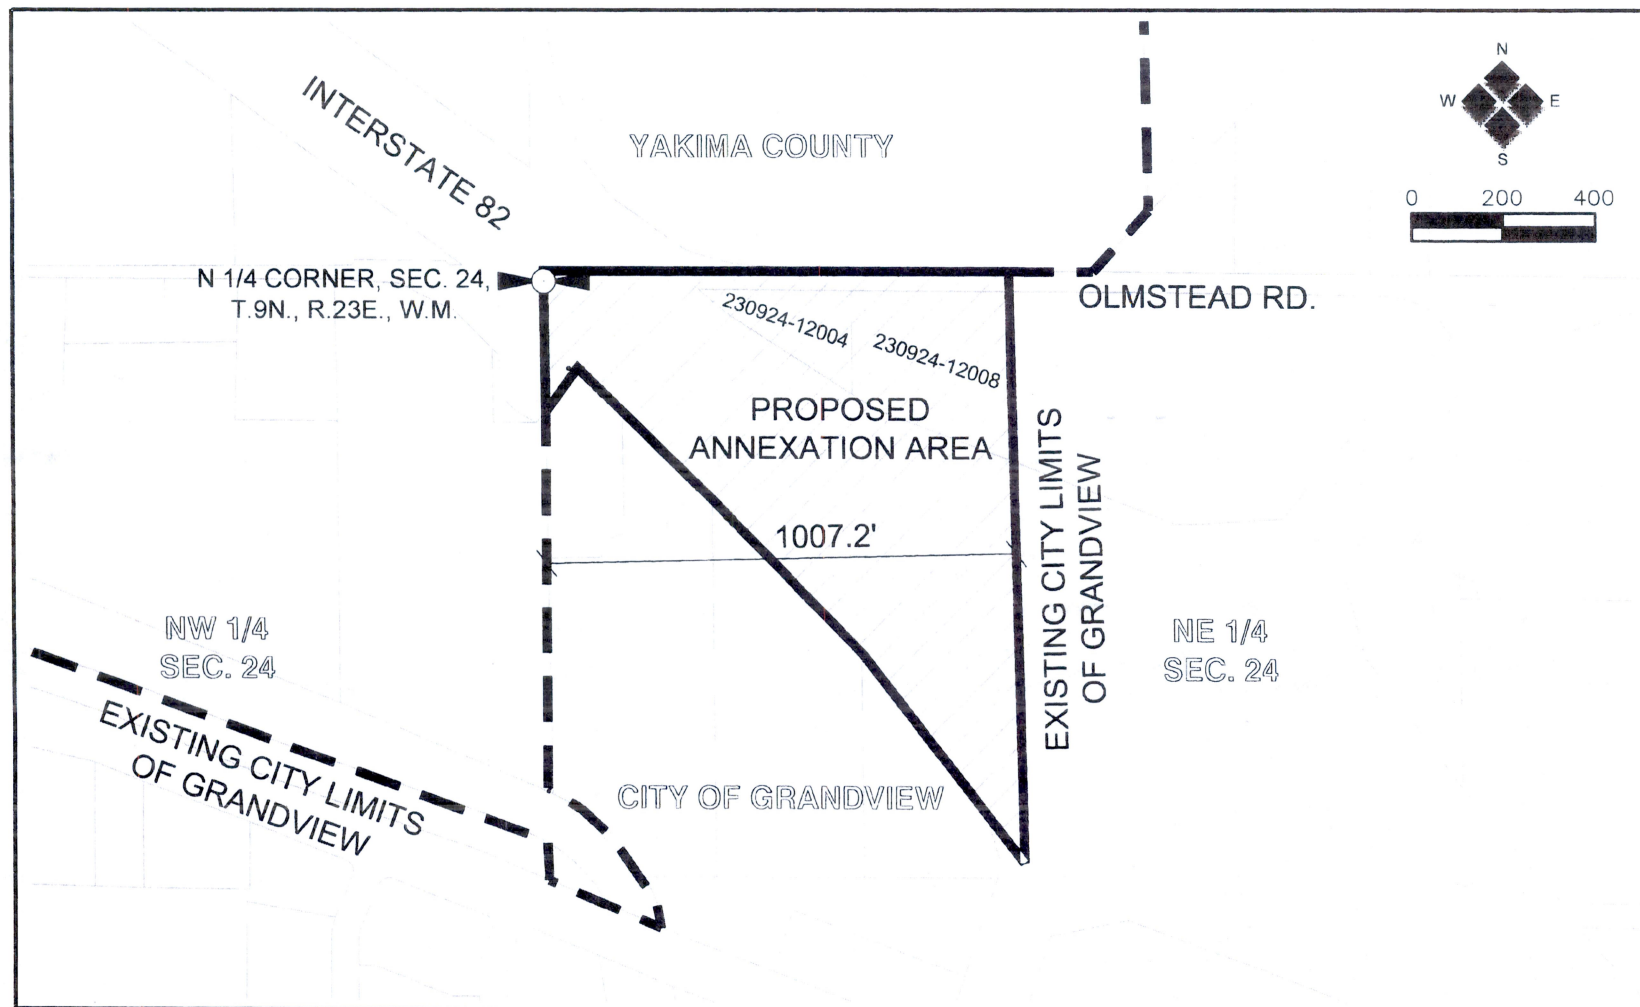 N
W E
S
0 200 400
INTERSTATE 82
YAKIMA COUNTY
N 1/4 CORNER, SEC. 24,
T.9N., R.23E., W.M.
OLMSTEAD RD.
230924-12004
230924-12008
PROPOSED
ANNEXATION AREA
1007.2'
EXISTING CITY LIMITS
OF GRANDVIEW
NW 1/4
SEC. 24
NE 1/4
SEC. 24
EXISTING CITY LIMITS
OF GRANDVIEW
CITY OF GRANDVIEW